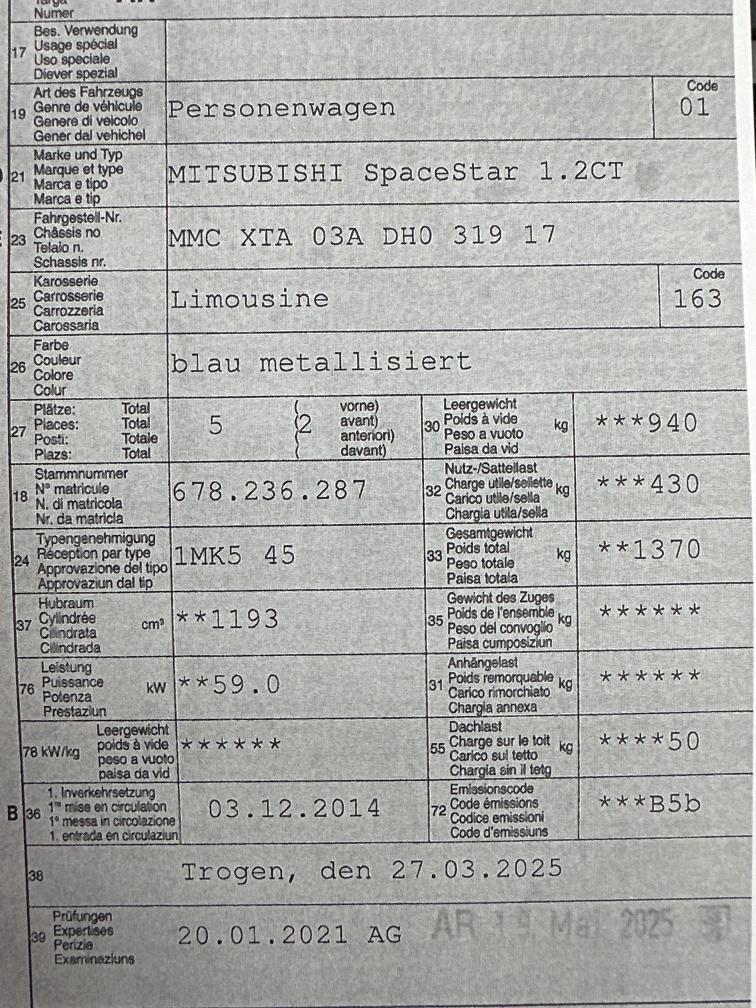 Numer
17 Bes. Verwendung
Usage spécial
Uso speciale
Diever spezial
19 Art des Fahrzeugs Personenwagen Code
Genre de véhicule 01
Genere di veicolo
Gener dal vehichel
21 Marke und Typ MITSUBISHI SpaceStar 1.2CT
Marque et type
Marca e tipo
Marca e tip
23 Fahrgestell-Nr. MMC XTA 03A DH0 319 17
Châssis no
Telaio n.
Schassis nr.
25 Karosserie Limousine Code
Carrosserie 163
Carrozzeria
Carossaria
26 Farbe blau metallisiert
Couleur
Colore
Colur
27 Plätze: Total 5 (2 vorne)
Places: Total avant)
Posti: Totale anteriori)
Plazs: Total davant)
30 Leergewicht kg ***940
Poids à vide
Peso a vuoto
Paisa da vid
18 Stammnummer 678.236.287
N° matricule
N. di matricola
Nr. da matricla
32 Nutz-/Sattellast kg ***430
Charge utile/sellette
Carico utile/sella
Chargia utila/sella
24 Typengenehmigung 1MK5 45
Réception par type
Approvazione del tipo
Approvaziun dal tip
33 Gesamtgewicht kg **1370
Poids total
Peso totale
Paisa totala
37 Hubraum cm³ **1193
Cylindrée
Cilindrata
Cilindrada
35 Gewicht des Zuges kg ******
Poids de l'ensemble
Peso del convoglio
Paisa cumposiziun
76 Leistung kW **59.0
Puissance
Potenza
Prestaziun
31 Anhängelast kg ******
Poids remorquable
Carico rimorchiato
Chargia annexa
78 kW/kg Leergewicht ******
poids à vide
peso a vuoto
paisa da vid
55 Dachlast kg ****50
Charge sur le toit
Carico sul tetto
Chargia sin il tetg
B 36 1. Inverkehrsetzung 03.12.2014
1re mise en circulation
1a messa in circolazione
1. entrada en circulaziun
72 Emissionscode ***B5b
Code émissions
Codice emissioni
Code d'emissiuns
38 Trogen, den 27.03.2025
39 Prüfungen 20.01.2021 AG AR 19 Mai 2025
Expertises
Perizie
Examinaziuns